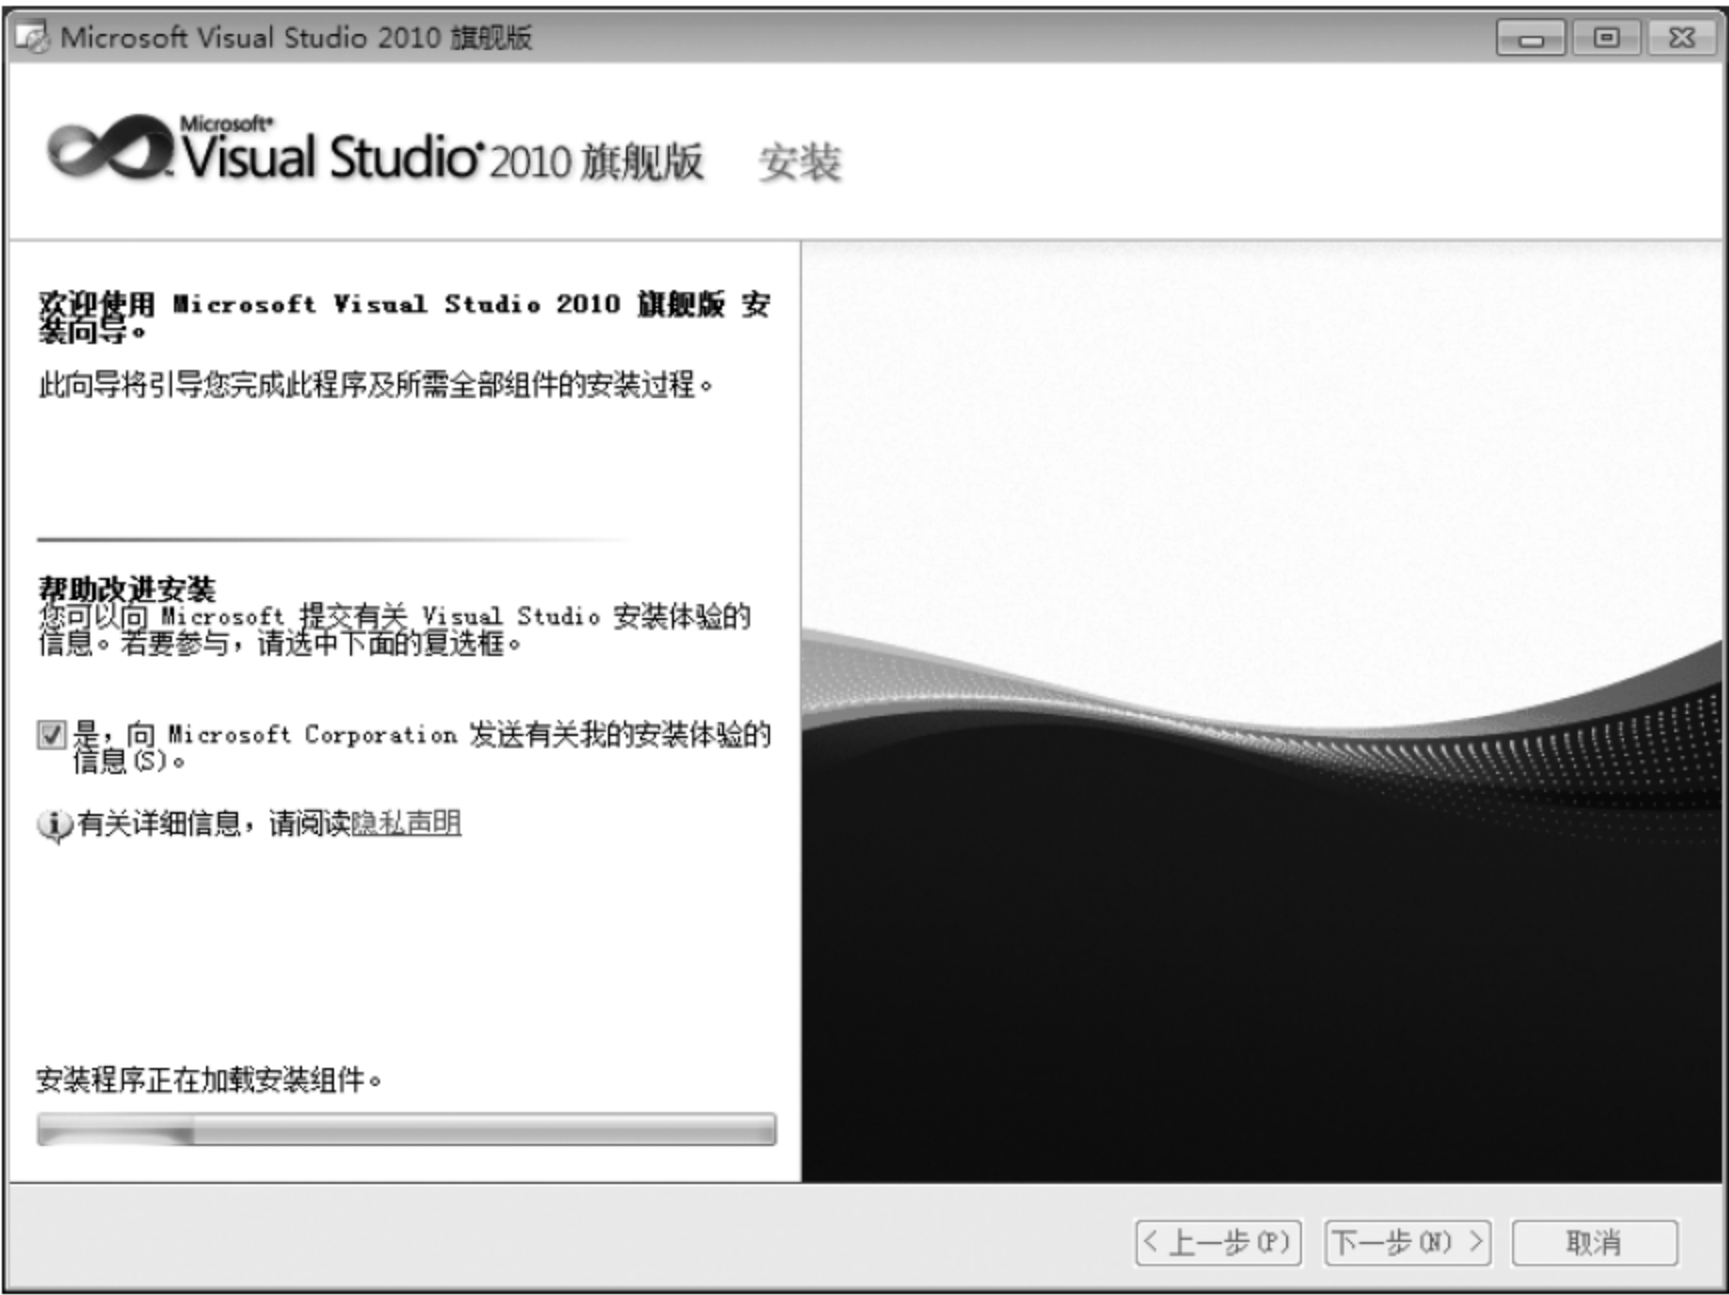 Microsoft Visual Studio 2010 旗舰版
Microsoft
Visual Studio 2010 旗舰版 安装
欢迎使用 Microsoft Visual Studio 2010 旗舰版 安
装向导。
此向导将引导您完成此程序及所需全部组件的安装过程。
帮助改进安装
您可以向 Microsoft 提交有关 Visual Studio 安装体验的
信息。若要参与，请选中下面的复选框。
是，向 Microsoft Corporation 发送有关我的安装体验的
信息(S)。
有关详细信息，请阅读隐私声明
安装程序正在加载安装组件。
< 上一步(P) 下一步(N) > 取消